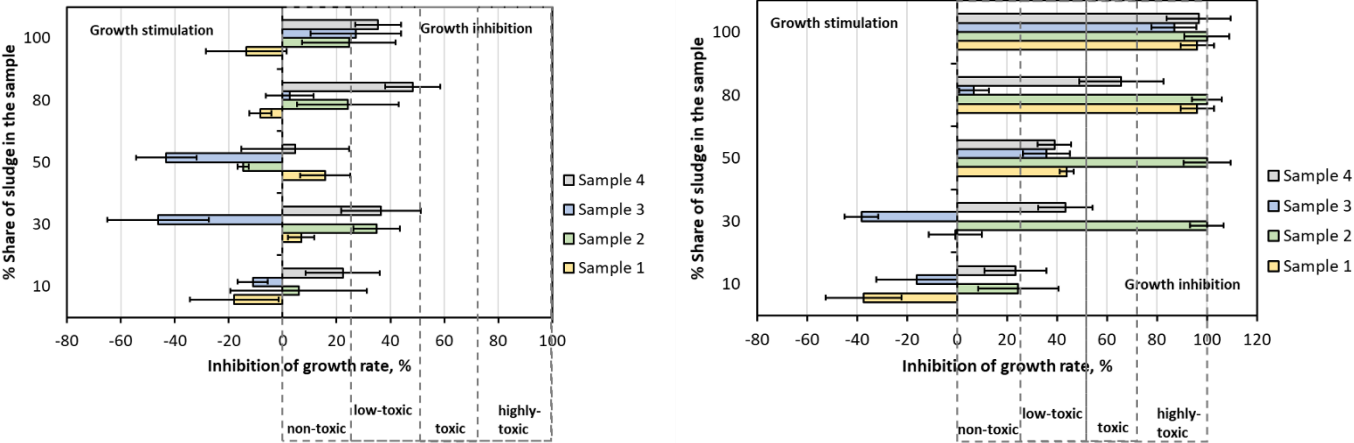 Growth stimulation
Growth inhibition
% Share of sludge in the sample
100
80
50
30
10
-80 -60 -40 -20 0 20 40 60 80 100
Inhibition of growth rate, %
non-toxic
low-toxic
toxic
highly-
toxic
Sample 4
Sample 3
Sample 2
Sample 1
Growth stimulation
% Share of sludge in the sample
100
80
50
30
10
Growth inhibition
-80 -60 -40 -20 0 20 40 60 80 100 120
Inhibition of growth rate, %
non-toxic
low-toxic
toxic
highly-
toxic
Sample 4
Sample 3
Sample 2
Sample 1